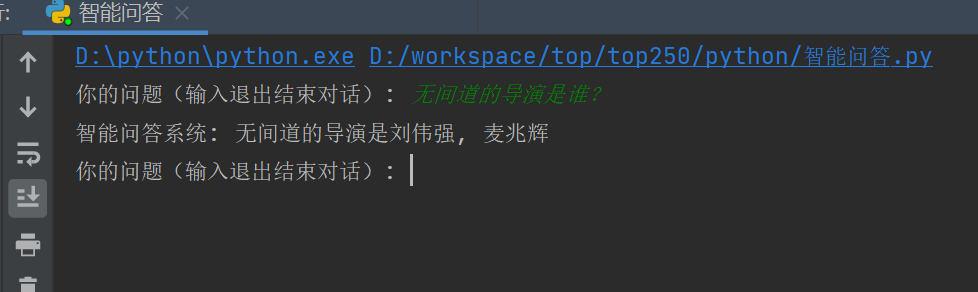 行: 智能问答
D:\python\python.exe D:/workspace/top/top250/python/智能问答.py
你的问题（输入退出结束对话）: 无间道的导演是谁？
智能问答系统: 无间道的导演是刘伟强, 麦兆辉
你的问题（输入退出结束对话）: